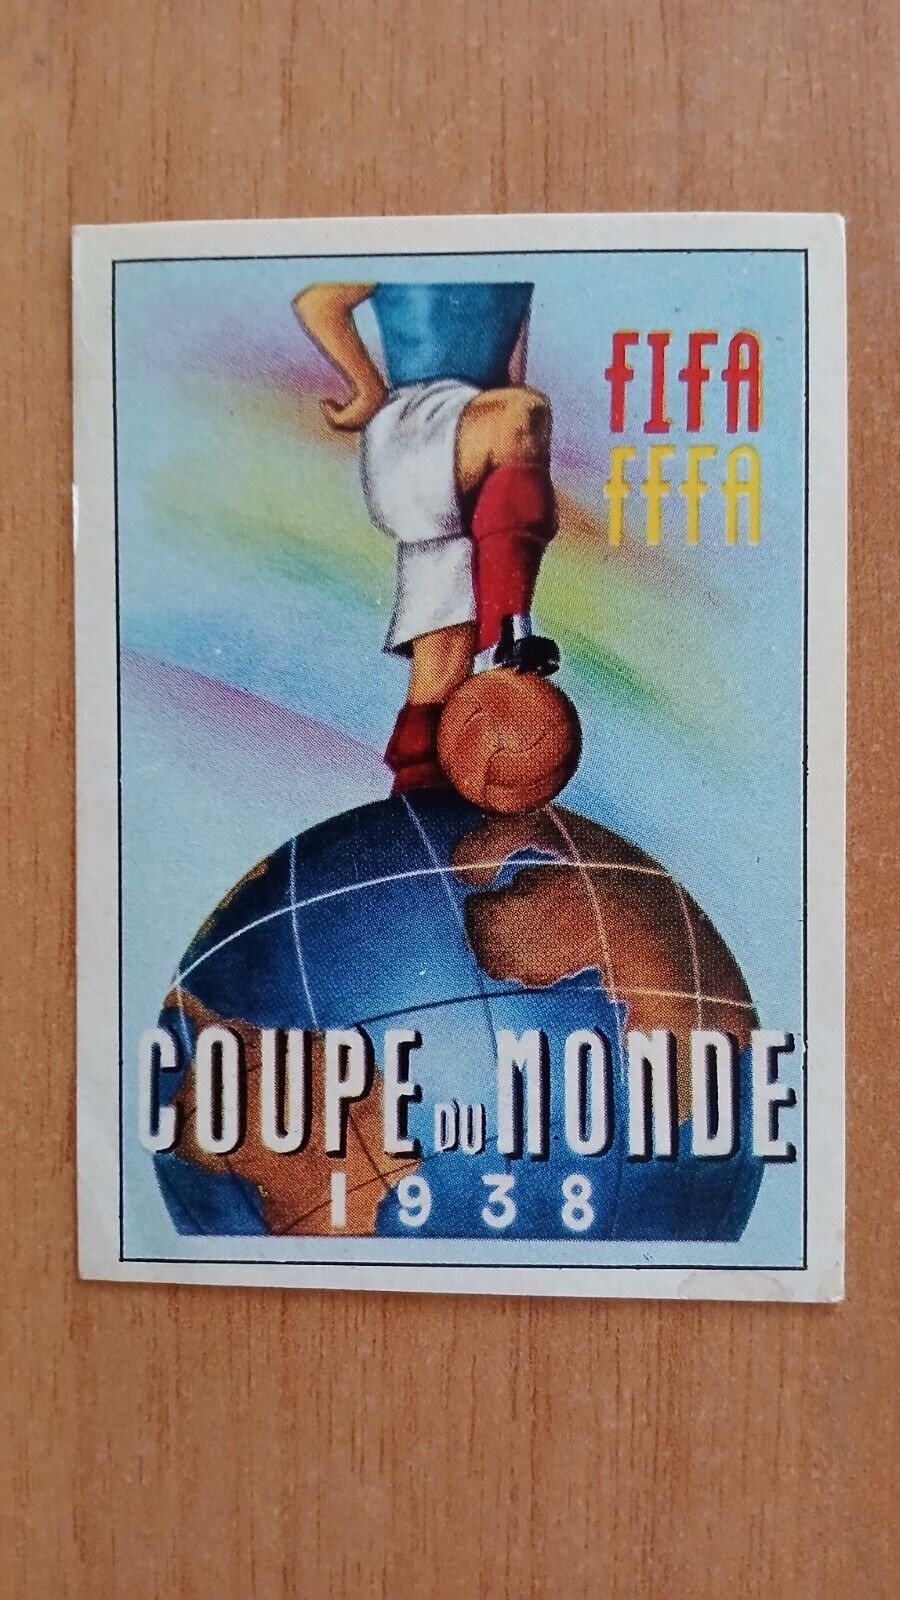 FIFA
FFFA
COUPE DU MONDE
1938